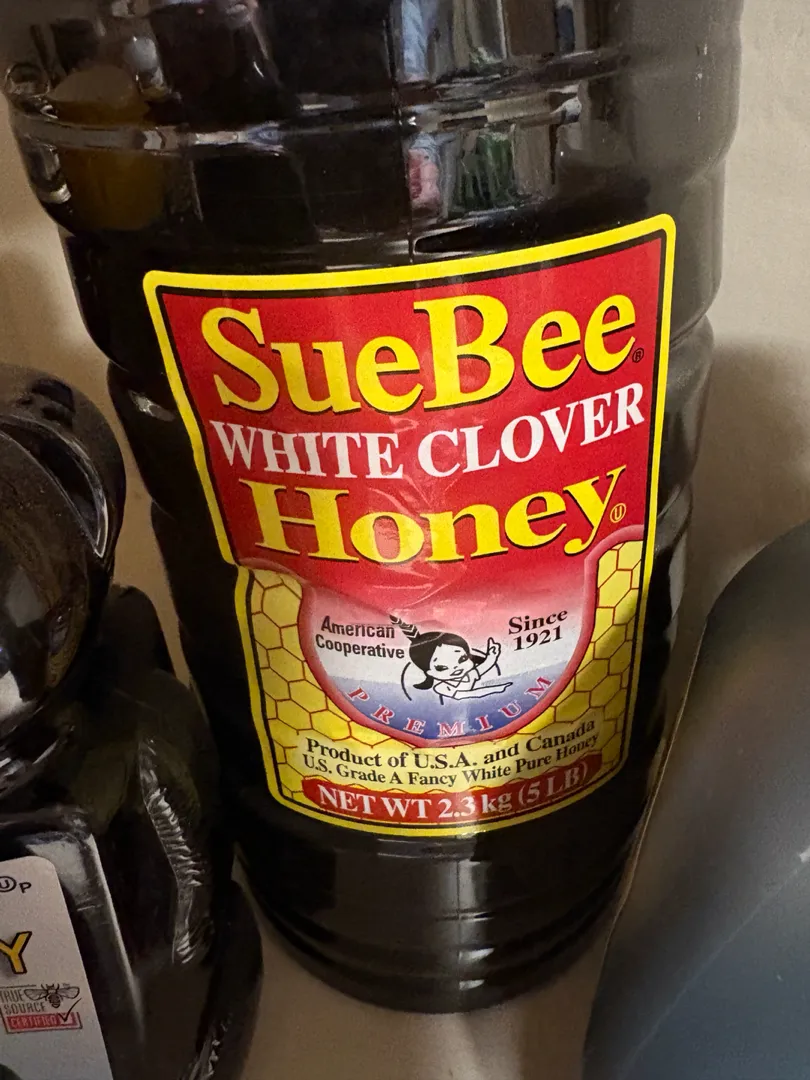 SueBee®
WHITE CLOVER
Honey Ⓤ
American
Cooperative
Since
1921
PREMIUM
Product of U.S.A. and Canada
U.S. Grade A Fancy White Pure Honey
NET WT 2.3 kg (5 LB)
ⓊP
Y
TRUE
SOURCE
CERTIFIED